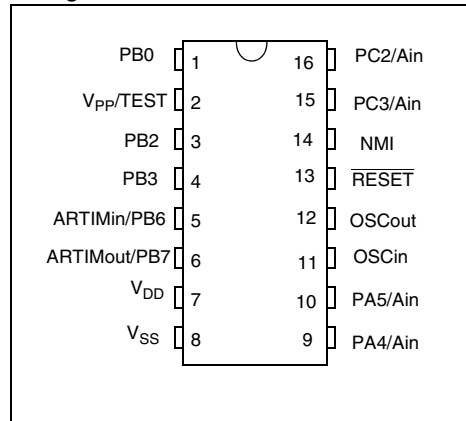 PB0 1 16 PC2/Ain
VPP/TEST 2 15 PC3/Ain
PB2 3 14 NMI
PB3 4 13 RESET
ARTIMin/PB6 5 12 OSCout
ARTIMout/PB7 6 11 OSCin
VDD 7 10 PA5/Ain
VSS 8 9 PA4/Ain